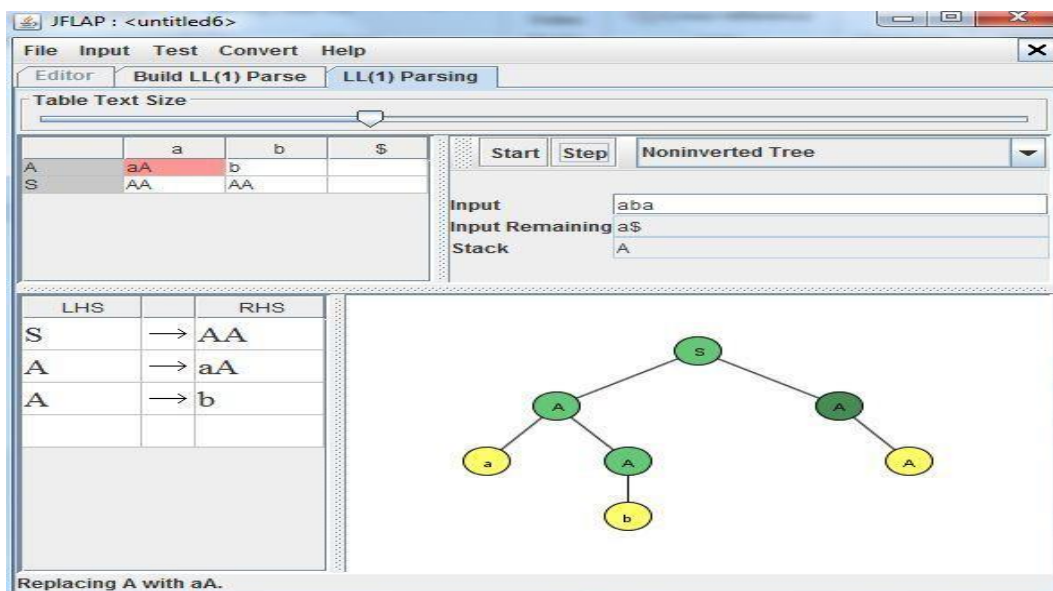 JFLAP : <untitled6>
File Input Test Convert Help
Editor Build LL(1) Parse LL(1) Parsing
Table Text Size
a b $
A aA b
S AA AA
Start Step Noninverted Tree
Input aba
Input Remaining a$
Stack A
LHS RHS
S → AA
A → aA
A → b
S
A A
a A A
b
Replacing A with aA.